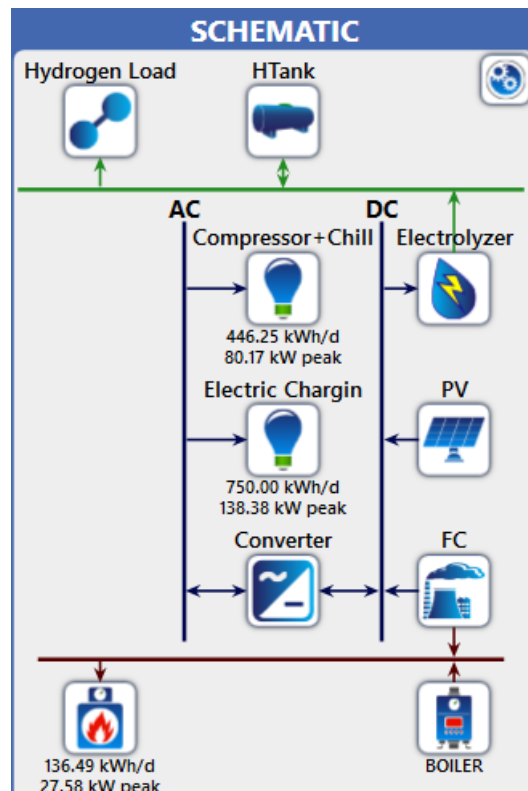 SCHEMATIC
Hydrogen Load
HTank
AC
DC
Compressor+Chill
Electrolyzer
446.25 kWh/d
80.17 kW peak
Electric Chargin
PV
750.00 kWh/d
138.38 kW peak
Converter
FC
136.49 kWh/d
27.58 kW peak
BOILER